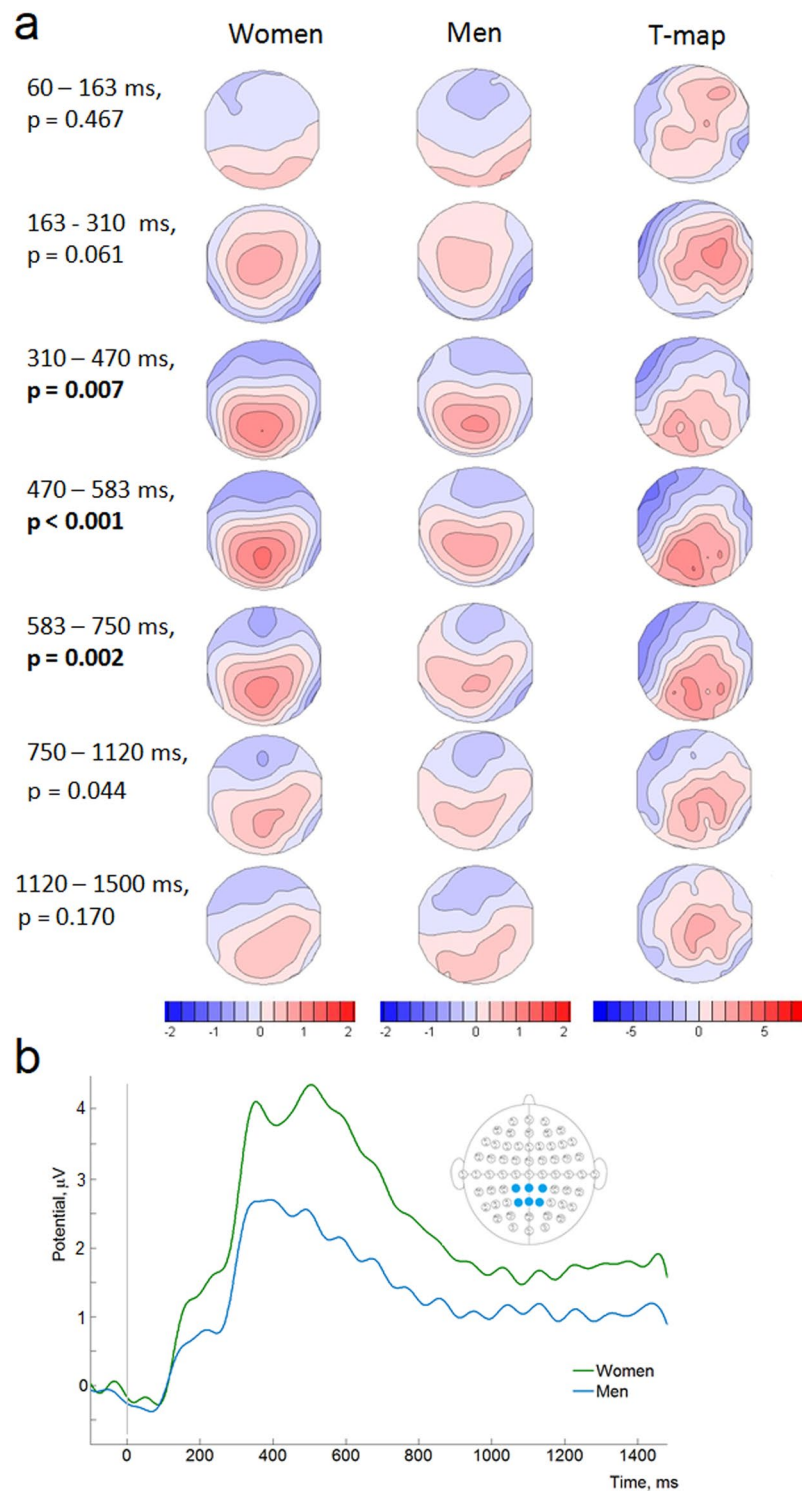 a
Women Men T-map
60 – 163 ms,
p = 0.467
163 - 310 ms,
p = 0.061
310 – 470 ms,
p = 0.007
470 – 583 ms,
p < 0.001
583 – 750 ms,
p = 0.002
750 – 1120 ms,
p = 0.044
1120 – 1500 ms,
p = 0.170
-2 -1 0 1 2 -2 -1 0 1 2 -5 0 5
b
4
3
2
1
0
Potential, µV
Women
Men
0 200 400 600 800 1000 1200 1400
Time, ms